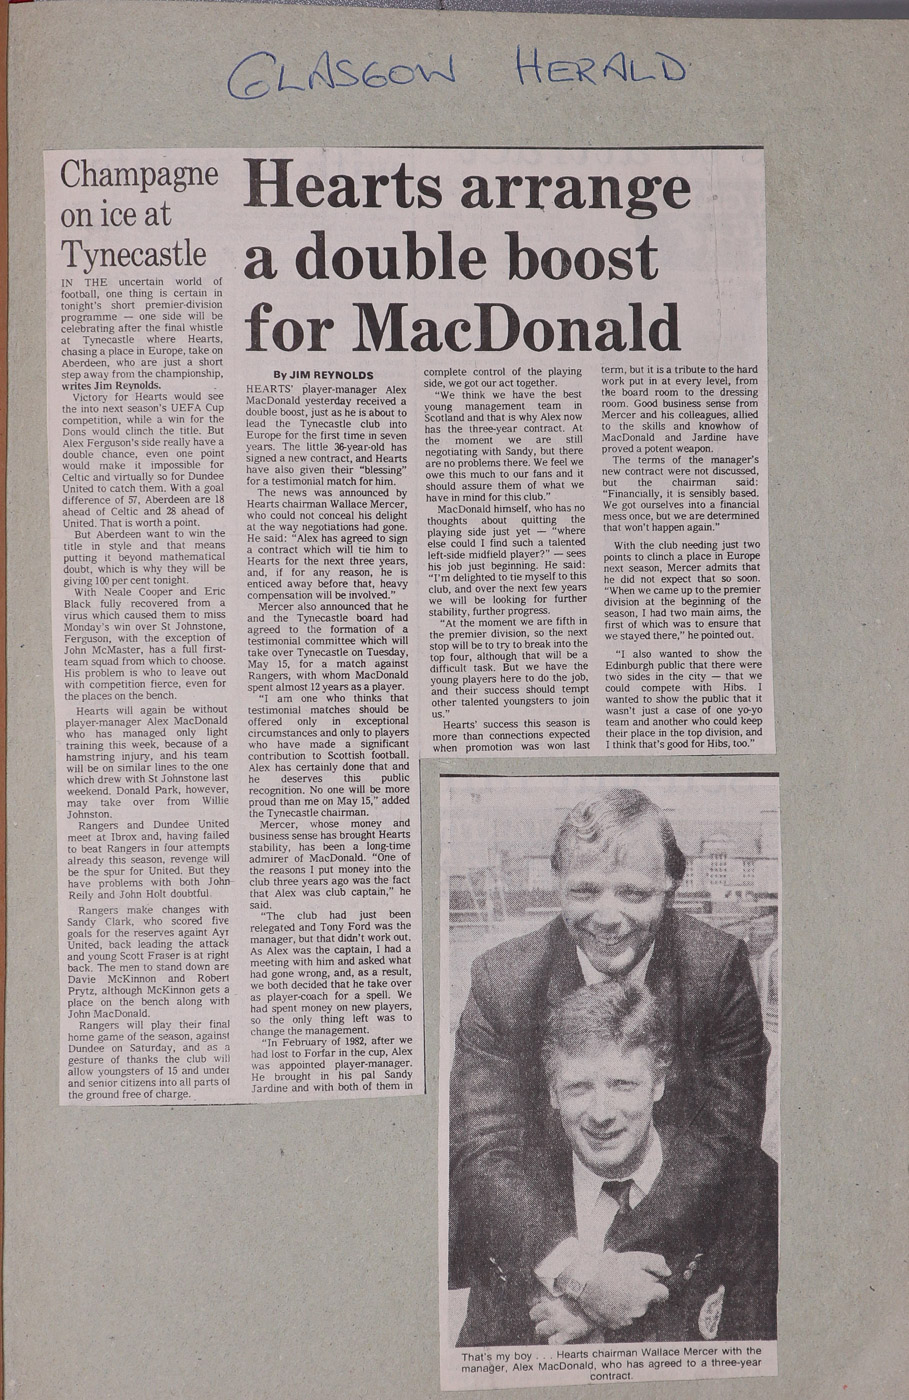 GLASGOW HERALD
Champagne
on ice at
Tynecastle
IN THE uncertain world of
football, one thing is certain in
tonight's short premier-division
programme — one side will be
celebrating after the final whistle
at Tynecastle where Hearts,
chasing a place in Europe, take on
Aberdeen, who are just a short
step away from the championship,
writes Jim Reynolds.
Victory for Hearts would see
the into next season's UEFA Cup
competition, while a win for the
Dons would clinch the title. But
Alex Ferguson's side really have a
double chance, even one point
would make it impossible for
Celtic and virtually so for Dundee
United to catch them. With a goal
difference of 57, Aberdeen are 18
ahead of Celtic and 28 ahead of
United. That is worth a point.
But Aberdeen want to win the
title in style and that means
putting it beyond mathematical
doubt, which is why they will be
giving 100 per cent tonight.
With Neale Cooper and Eric
Black fully recovered from a
virus which caused them to miss
Monday's win over St Johnstone,
Ferguson, with the exception of
John McMaster, has a full first-
team squad from which to choose.
His problem is who to leave out
with competition fierce, even for
the places on the bench.
Hearts will again be without
player-manager Alex MacDonald
who has managed only light
training this week, because of a
hamstring injury, and his team
will be on similar lines to the one
which drew with St Johnstone last
weekend. Donald Park, however,
may take over from Willie
Johnston.
Rangers and Dundee United
meet at Ibrox and, having failed
to beat Rangers in four attempts
already this season, revenge will
be the spur for United. But they
have problems with both John
Reily and John Holt doubtful.
Rangers make changes with
Sandy Clark, who scored five
goals for the reserves againt Ayr
United, back leading the attack
and young Scott Fraser is at right
back. The men to stand down are
Davie McKinnon and Robert
Prytz, although McKinnon gets a
place on the bench along with
John MacDonald.
Rangers will play their final
home game of the season, against
Dundee on Saturday, and as a
gesture of thanks the club will
allow youngsters of 15 and under
and senior citizens into all parts of
the ground free of charge.
Hearts arrange
a double boost
for MacDonald
By JIM REYNOLDS
HEARTS' player-manager Alex
MacDonald yesterday received a
double boost, just as he is about to
lead the Tynecastle club into
Europe for the first time in seven
years. The little 36-year-old has
signed a new contract, and Hearts
have also given their "blessing"
for a testimonial match for him.
The news was announced by
Hearts chairman Wallace Mercer,
who could not conceal his delight
at the way negotiations had gone.
He said: "Alex has agreed to sign
a contract which will tie him to
Hearts for the next three years,
and, if for any reason, he is
enticed away before that, heavy
compensation will be involved."
Mercer also announced that he
and the Tynecastle board had
agreed to the formation of a
testimonial committee which will
take over Tynecastle on Tuesday,
May 15, for a match against
Rangers, with whom MacDonald
spent almost 12 years as a player.
"I am one who thinks that
testimonial matches should be
offered only in exceptional
circumstances and only to players
who have made a significant
contribution to Scottish football.
Alex has certainly done that and
he deserves this public
recognition. No one will be more
proud than me on May 15," added
the Tynecastle chairman.
Mercer, whose money and
business sense has brought Hearts
stability, has been a long-time
admirer of MacDonald. "One of
the reasons I put money into the
club three years ago was the fact
that Alex was club captain," he
said.
"The club had just been
relegated and Tony Ford was the
manager, but that didn't work out.
As Alex was the captain, I had a
meeting with him and asked what
had gone wrong, and, as a result,
we both decided that he take over
as player-coach for a spell. We
had spent money on new players,
so the only thing left was to
change the management.
"In February of 1982, after we
had lost to Forfar in the cup, Alex
was appointed player-manager.
He brought in his pal Sandy
Jardine and with both of them in
complete control of the playing
side, we got our act together.
"We think we have the best
young management team in
Scotland and that is why Alex now
has the three-year contract. At
the moment we are still
negotiating with Sandy, but there
are no problems there. We feel we
owe this much to our fans and it
should assure them of what we
have in mind for this club."
MacDonald himself, who has no
thoughts about quitting the
playing side just yet — "where
else could I find such a talented
left-side midfield player?" — sees
his job just beginning. He said:
"I'm delighted to tie myself to this
club, and over the next few years
we will be looking for further
stability, further progress.
"At the moment we are fifth in
the premier division, so the next
stop will be to try to break into the
top four, although that will be a
difficult task. But we have the
young players here to do the job,
and their success should tempt
other talented youngsters to join
us."
Hearts' success this season is
more than connections expected
when promotion was won last
term, but it is a tribute to the hard
work put in at every level, from
the board room to the dressing
room. Good business sense from
Mercer and his colleagues, allied
to the skills and knowhow of
MacDonald and Jardine have
proved a potent weapon.
The terms of the manager's
new contract were not discussed,
but the chairman said:
"Financially, it is sensibly based.
We got ourselves into a financial
mess once, but we are determined
that won't happen again."
With the club needing just two
points to clinch a place in Europe
next season, Mercer admits that
he did not expect that so soon.
"When we came up to the premier
division at the beginning of the
season, I had two main aims, the
first of which was to ensure that
we stayed there," he pointed out.
"I also wanted to show the
Edinburgh public that there were
two sides in the city — that we
could compete with Hibs. I
wanted to show the public that it
wasn't just a case of one yo-yo
team and another who could keep
their place in the top division, and
I think that's good for Hibs, too."
That's my boy . . . Hearts chairman Wallace Mercer with the
manager, Alex MacDonald, who has agreed to a three-year
contract.